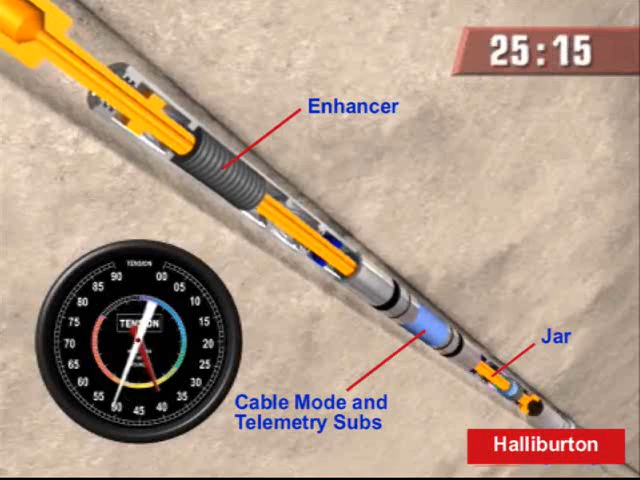 25:15
Enhancer
TENSION
90 00
85 05
80 10
75 15
70 20
65 25
60 30
55 35
50 45 40
TENSION
Jar
Cable Mode and
Telemetry Subs
Halliburton